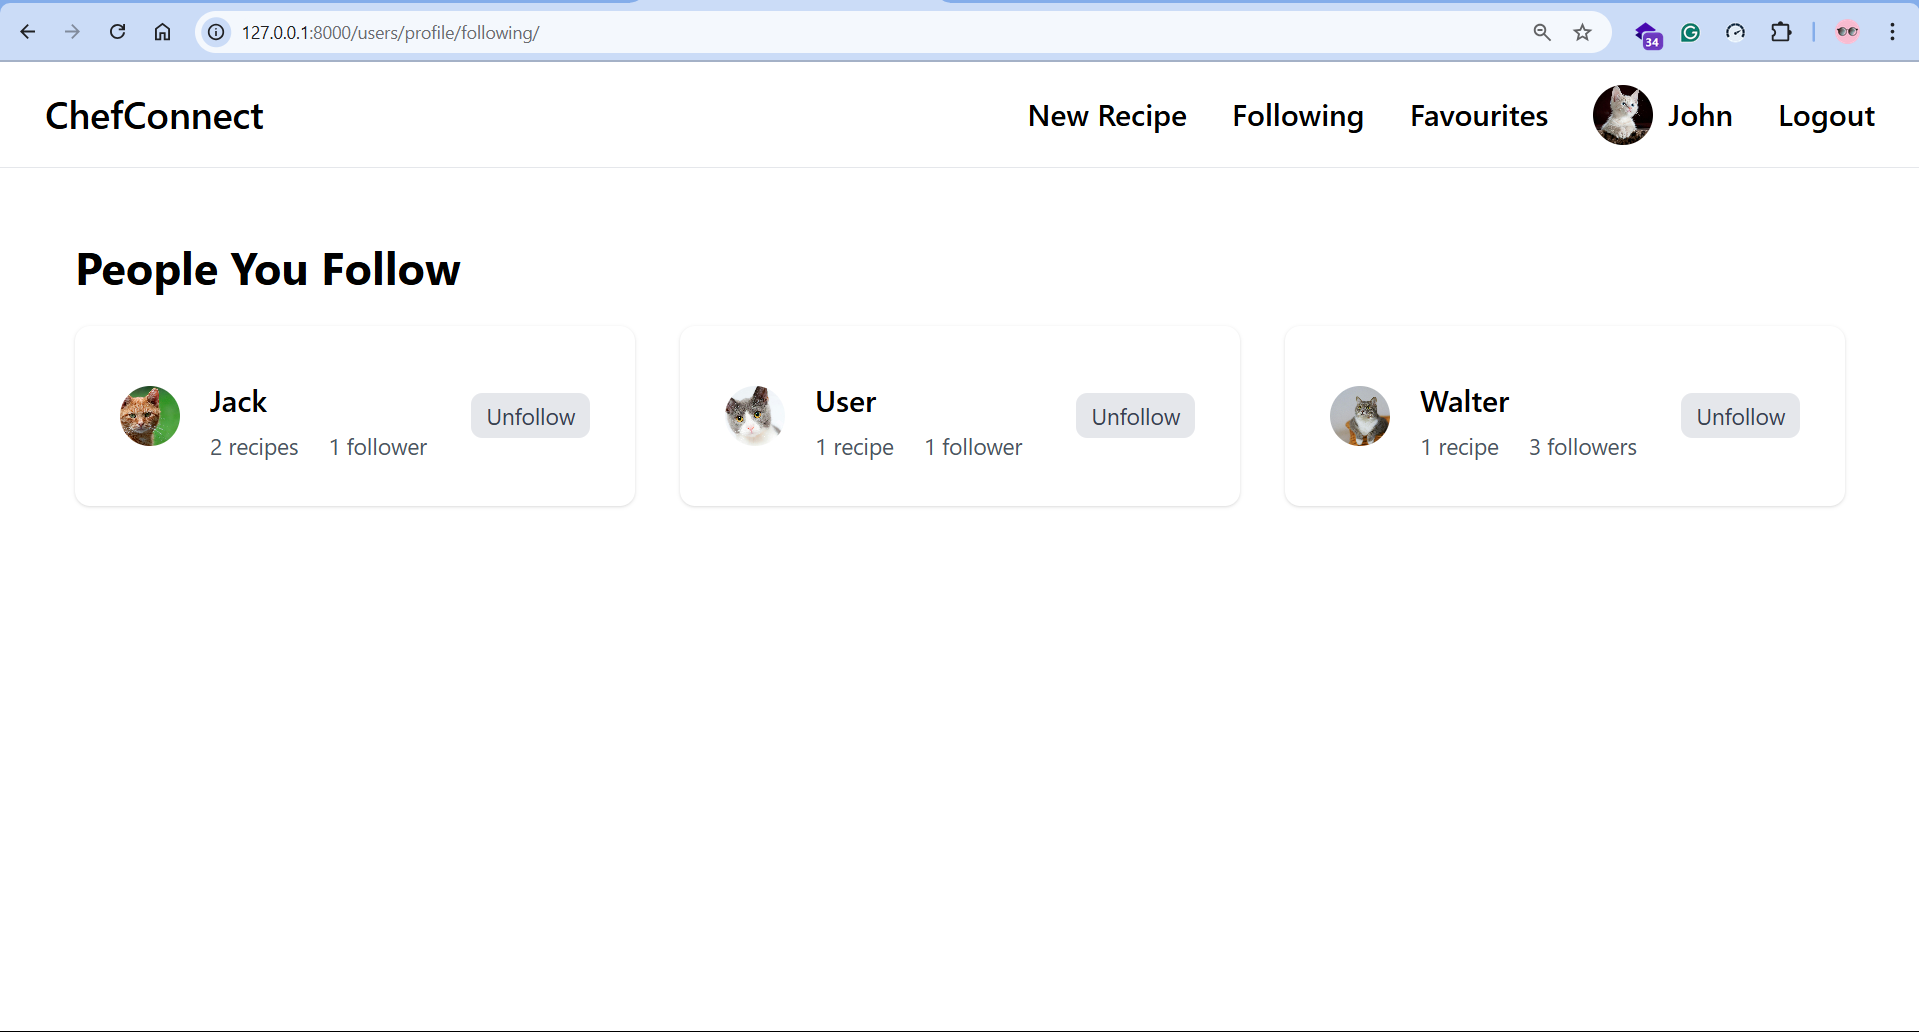 127.0.0.1:8000/users/profile/following/
34
ChefConnect
New Recipe Following Favourites John Logout
People You Follow
Jack
2 recipes 1 follower
Unfollow
User
1 recipe 1 follower
Unfollow
Walter
1 recipe 3 followers
Unfollow